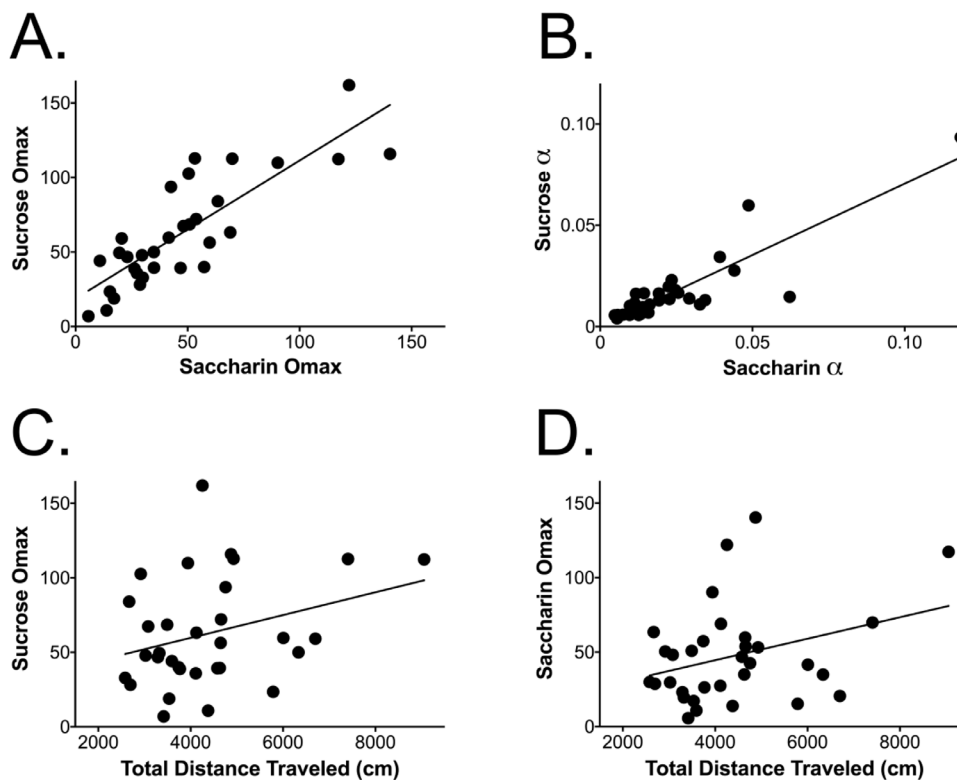 A.
B.
Sucrose Omax
150
100
50
0
0
50
100
150
Saccharin Omax
Sucrose α
0.10
0.05
0
0
0.05
0.10
Saccharin α
C.
D.
Sucrose Omax
150
100
50
0
2000
4000
6000
8000
Total Distance Traveled (cm)
Saccharin Omax
150
100
50
0
2000
4000
6000
8000
Total Distance Traveled (cm)